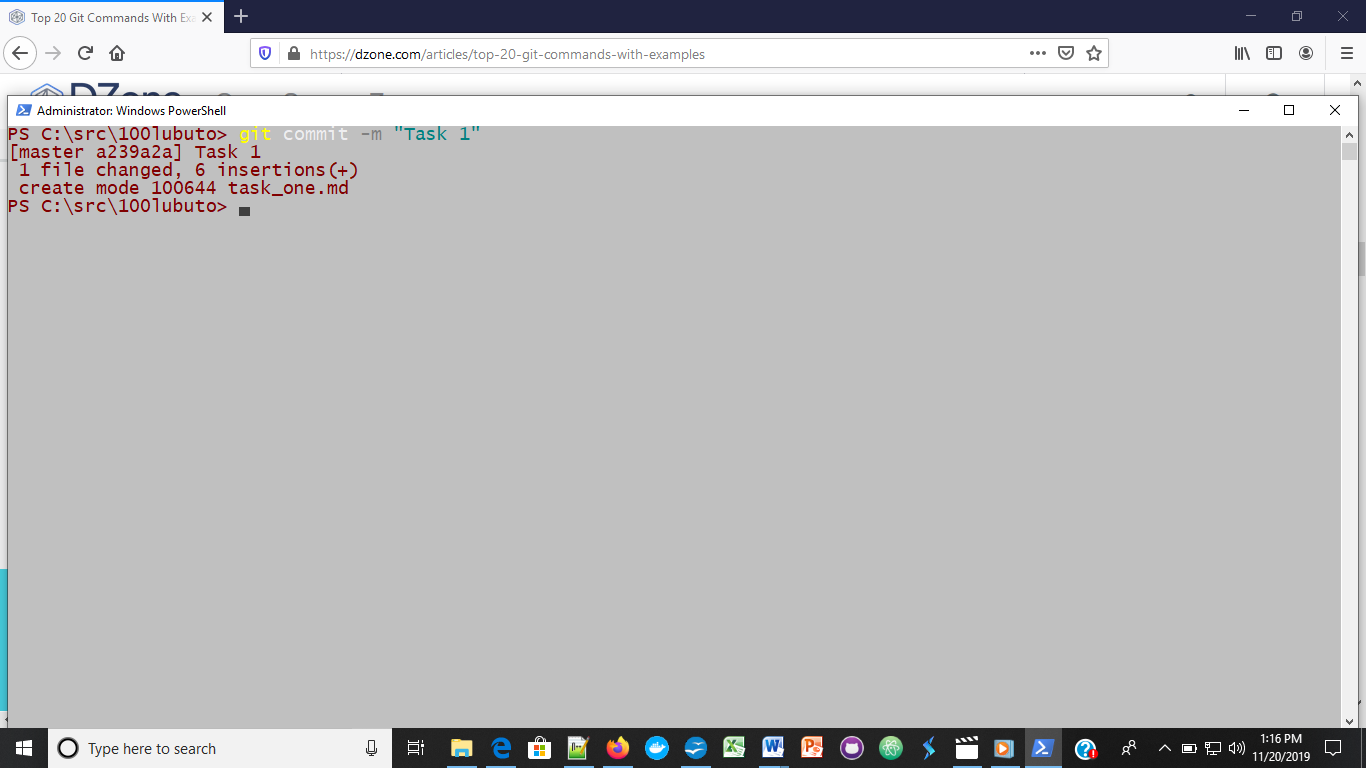 Top 20 Git Commands With Exa
https://dzone.com/articles/top-20-git-commands-with-examples
DZone
Administrator: Windows PowerShell
PS C:\src\100lubuto> git commit -m "Task 1"
[master a239a2a] Task 1
 1 file changed, 6 insertions(+)
 create mode 100644 task_one.md
PS C:\src\100lubuto>
Type here to search
1:16 PM
11/20/2019